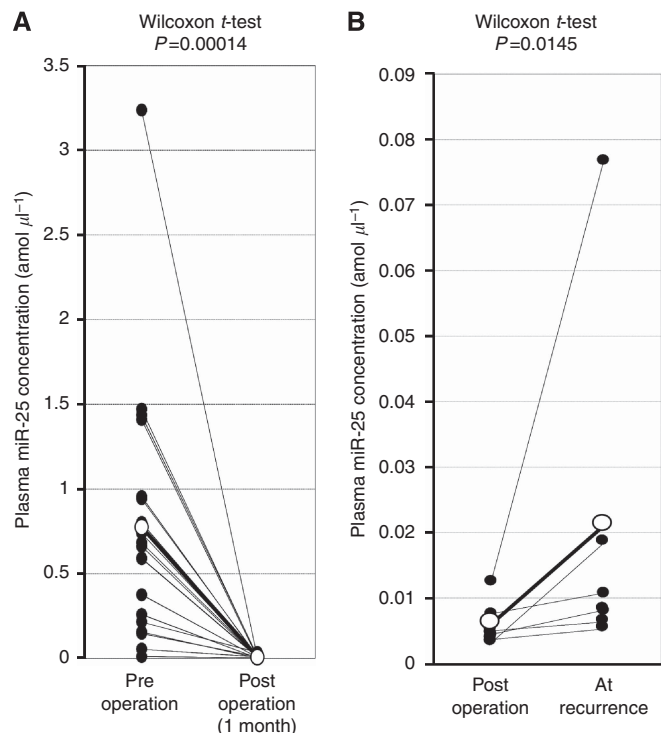 A
Wilcoxon t-test
P=0.00014
Plasma miR-25 concentration (amol μl⁻¹)
3.5
3
2.5
2
1.5
1
0.5
0
Pre
operation
Post
operation
(1 month)
B
Wilcoxon t-test
P=0.0145
Plasma miR-25 concentration (amol μl⁻¹)
0.09
0.08
0.07
0.06
0.05
0.04
0.03
0.02
0.01
0
Post
operation
At
recurrence